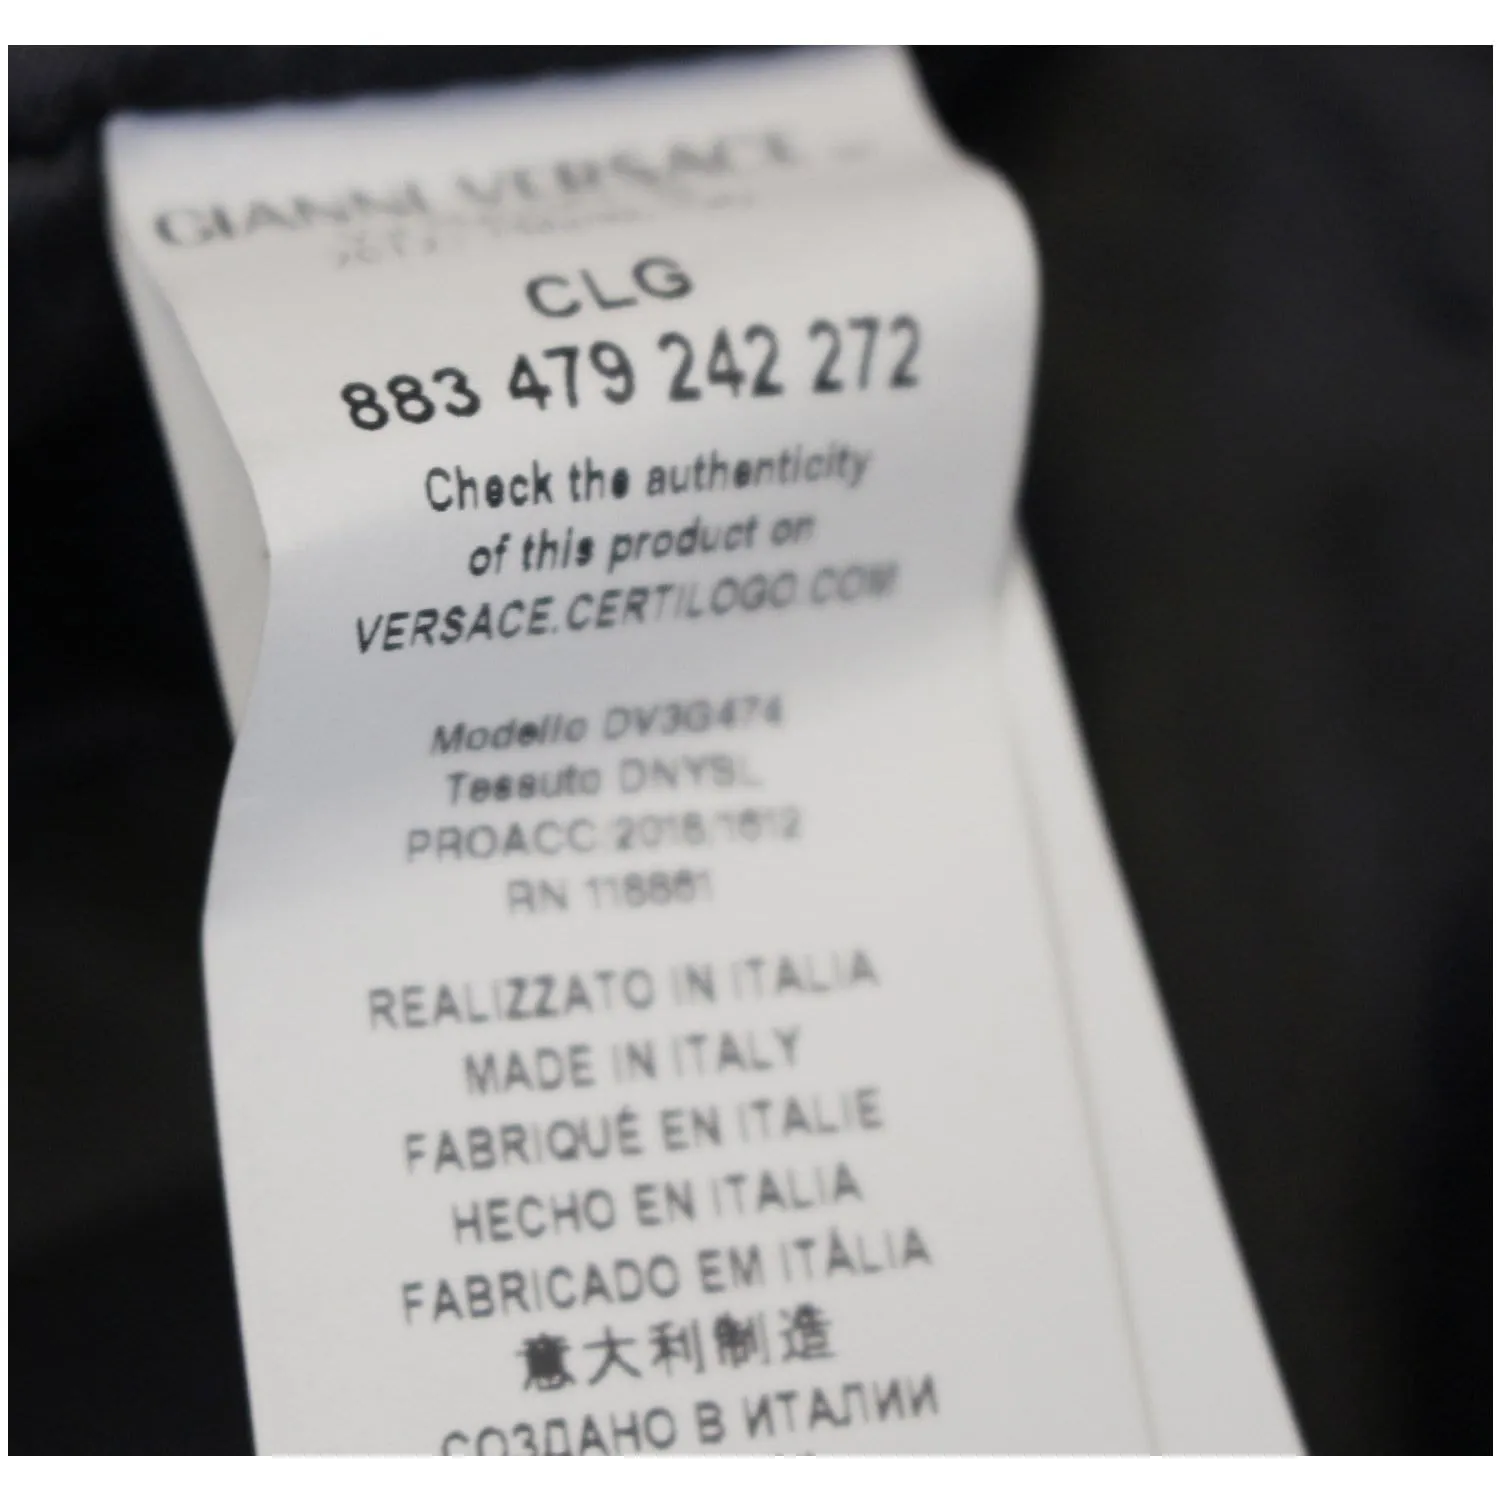 GIANNI VERSACE
CLG
883 479 242 272
Check the authenticity
of this product on
VERSACE.CERTILOGO.COM
Modello DV3G474
Tessuto DNYSL
PROACC 2016.1612
RN 118861
REALIZZATO IN ITALIA
MADE IN ITALY
FABRIQUÉ EN ITALIE
HECHO EN ITALIA
FABRICADO EM ITÁLIA
意大利制造
СОЗДАНО В ИТАЛИИ